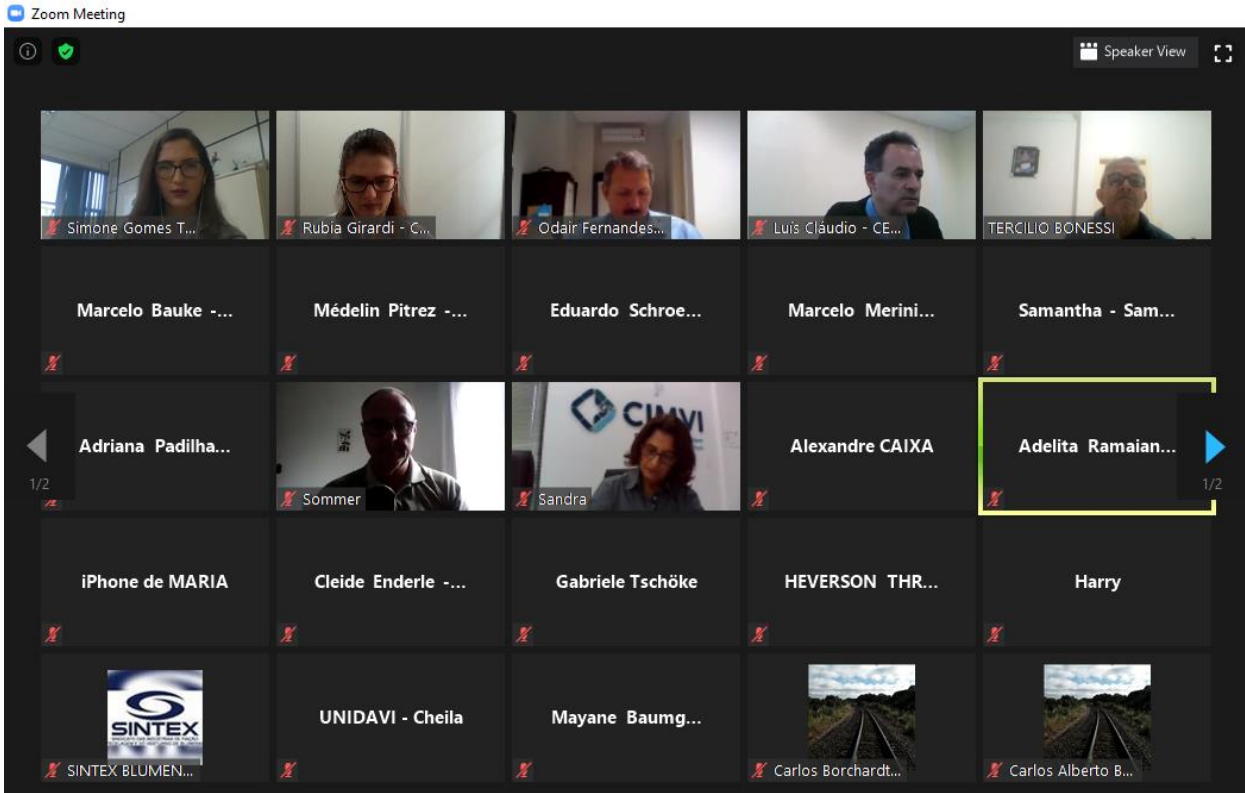 Zoom Meeting
Speaker View
Simone Gomes T...
Rubia Girardi - C...
Odair Fernandes...
Luís Cláudio - CE...
TERCILIO BONESSI
Marcelo Bauke -...
Médelin Pitrez -...
Eduardo Schroe...
Marcelo Merini...
Samantha - Sam...
Adriana Padilha...
Sommer
CIMVI
Sandra
Alexandre CAIXA
Adelita Ramaian...
1/2
1/2
iPhone de MARIA
Cleide Enderle -...
Gabriele Tschöke
HEVERSON THR...
Harry
SINTEX
SINTEX BLUMEN...
UNIDAVI - Cheila
Mayane Baumg...
Carlos Borchardt...
Carlos Alberto B...